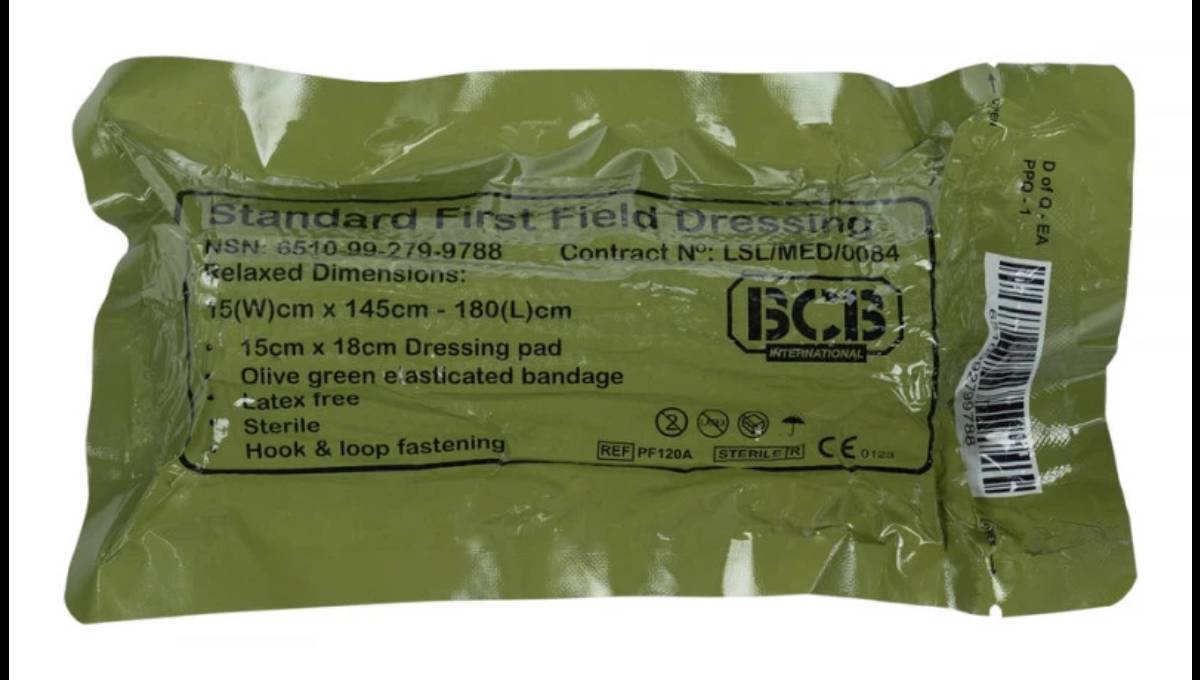 Standard First Field Dressing
NSN: 6510-99-279-9788 Contract Nº: LSL/MED/0084
Relaxed Dimensions:
15(W)cm x 145cm - 180(L)cm
BCB
INTERNATIONAL
• 15cm x 18cm Dressing pad
• Olive green elasticated bandage
• Latex free
• Sterile
• Hook & loop fastening
2
LATEX
REF PF120A STERILE R CE 0123
D of Q - EA
PPQ - 1